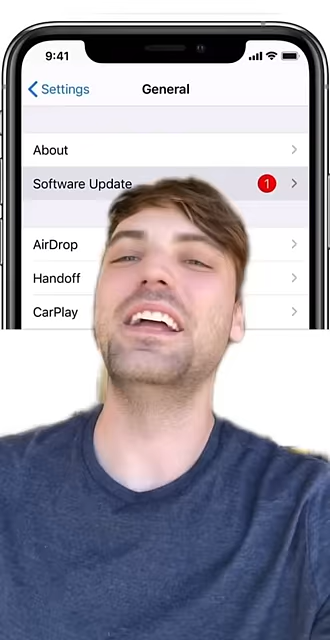 9:41
Settings
General
About
Software Update
1
AirDrop
Handoff
CarPlay